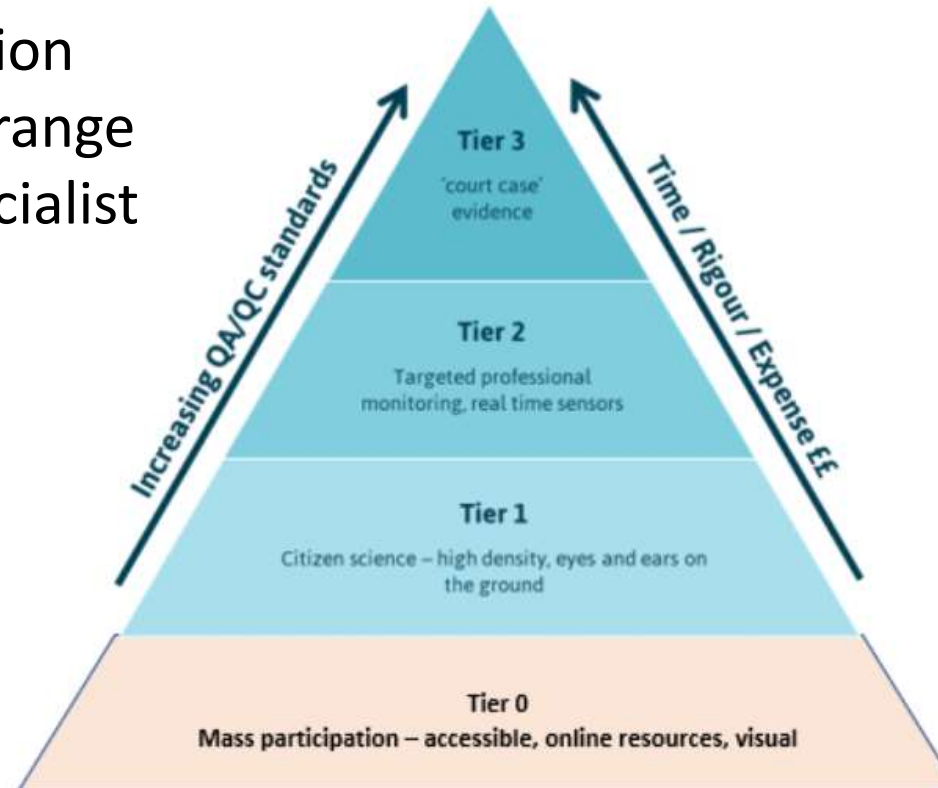 ion
range
cialist
Increasing QA/QC standards
Time / Rigour / Expense ££
Tier 3
'court case'
evidence
Tier 2
Targeted professional
monitoring, real time sensors
Tier 1
Citizen science – high density, eyes and ears on
the ground
Tier 0
Mass participation – accessible, online resources, visual